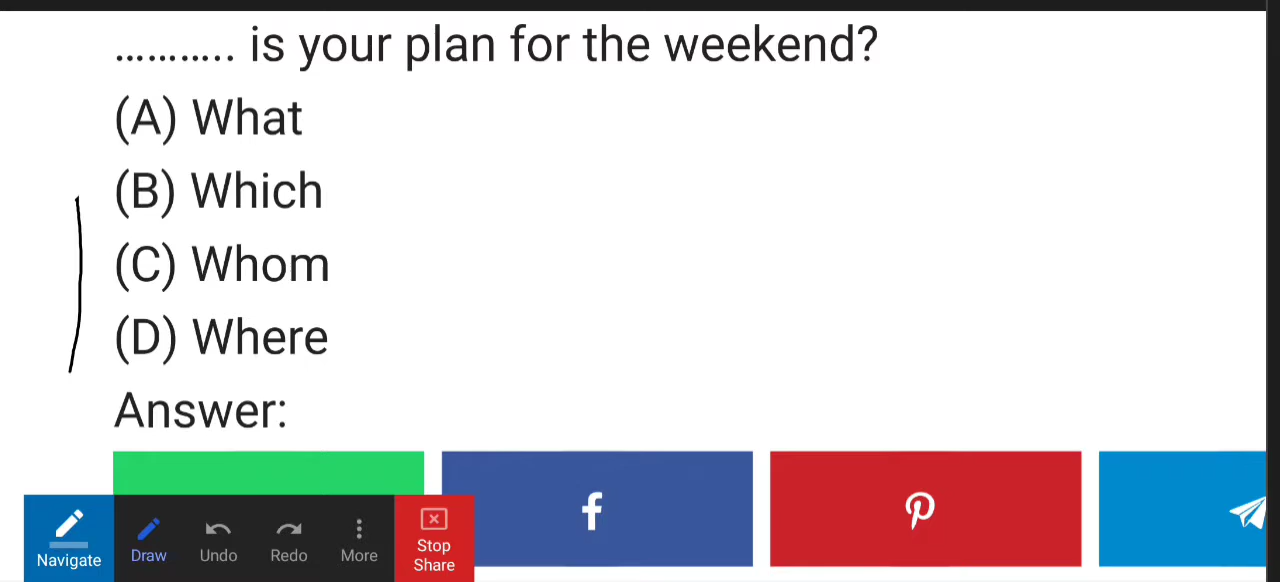 ……….. is your plan for the weekend?
(A) What
(B) Which
(C) Whom
(D) Where
Answer:
Navigate
Draw
Undo
Redo
More
Stop
Share